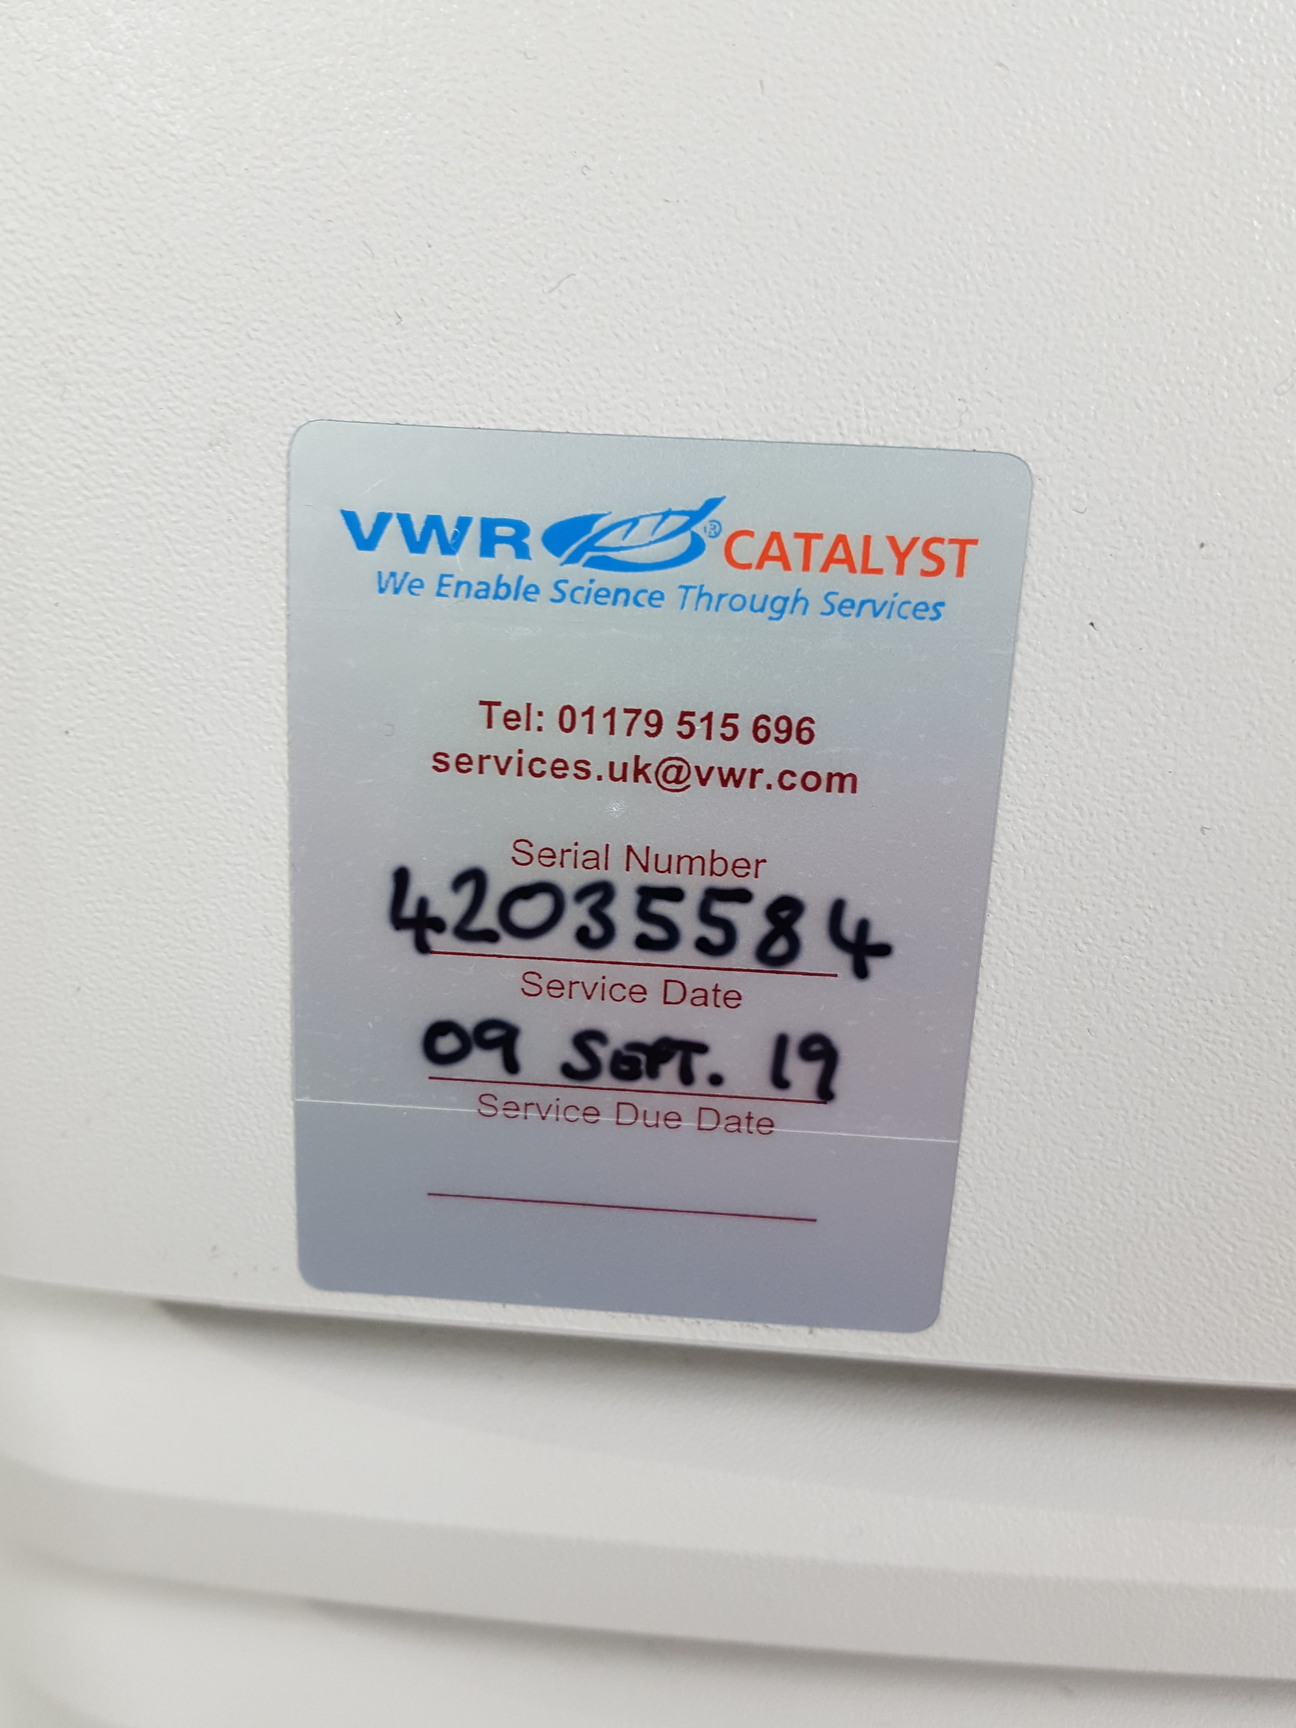 VWR® CATALYST
We Enable Science Through Services
Tel: 01179 515 696
services.uk@vwr.com
Serial Number
42035584
Service Date
09 SEPT. 19
Service Due Date